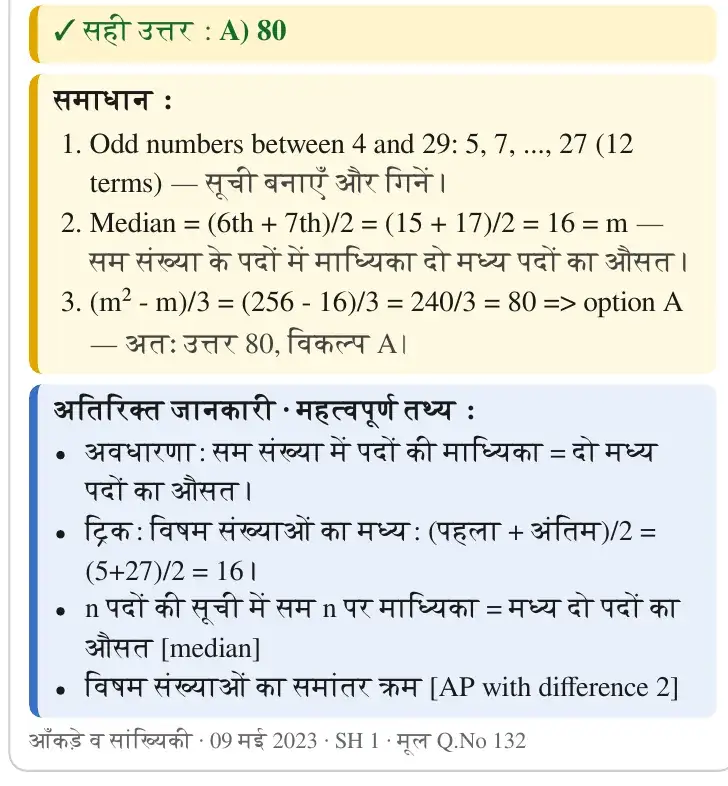 ✓ सही उत्तर : A) 80
समाधान :
1. Odd numbers between 4 and 29: 5, 7, ..., 27 (12
terms) — सूची बनाएँ और गिनें।
2. Median = (6th + 7th)/2 = (15 + 17)/2 = 16 = m —
सम संख्या के पदों में माध्यिका दो मध्य पदों का औसत।
3. (m² - m)/3 = (256 - 16)/3 = 240/3 = 80 => option A
— अतः उत्तर 80, विकल्प A।
अतिरिक्त जानकारी · महत्वपूर्ण तथ्य :
• अवधारणा : सम संख्या में पदों की माध्यिका = दो मध्य
पदों का औसत।
• ट्रिक : विषम संख्याओं का मध्य : (पहला + अंतिम)/2 =
(5+27)/2 = 16।
• n पदों की सूची में सम n पर माध्यिका = मध्य दो पदों का
औसत [median]
• विषम संख्याओं का समांतर क्रम [AP with difference 2]
आँकड़े व सांख्यिकी · 09 मई 2023 · SH 1 · मूल Q.No 132